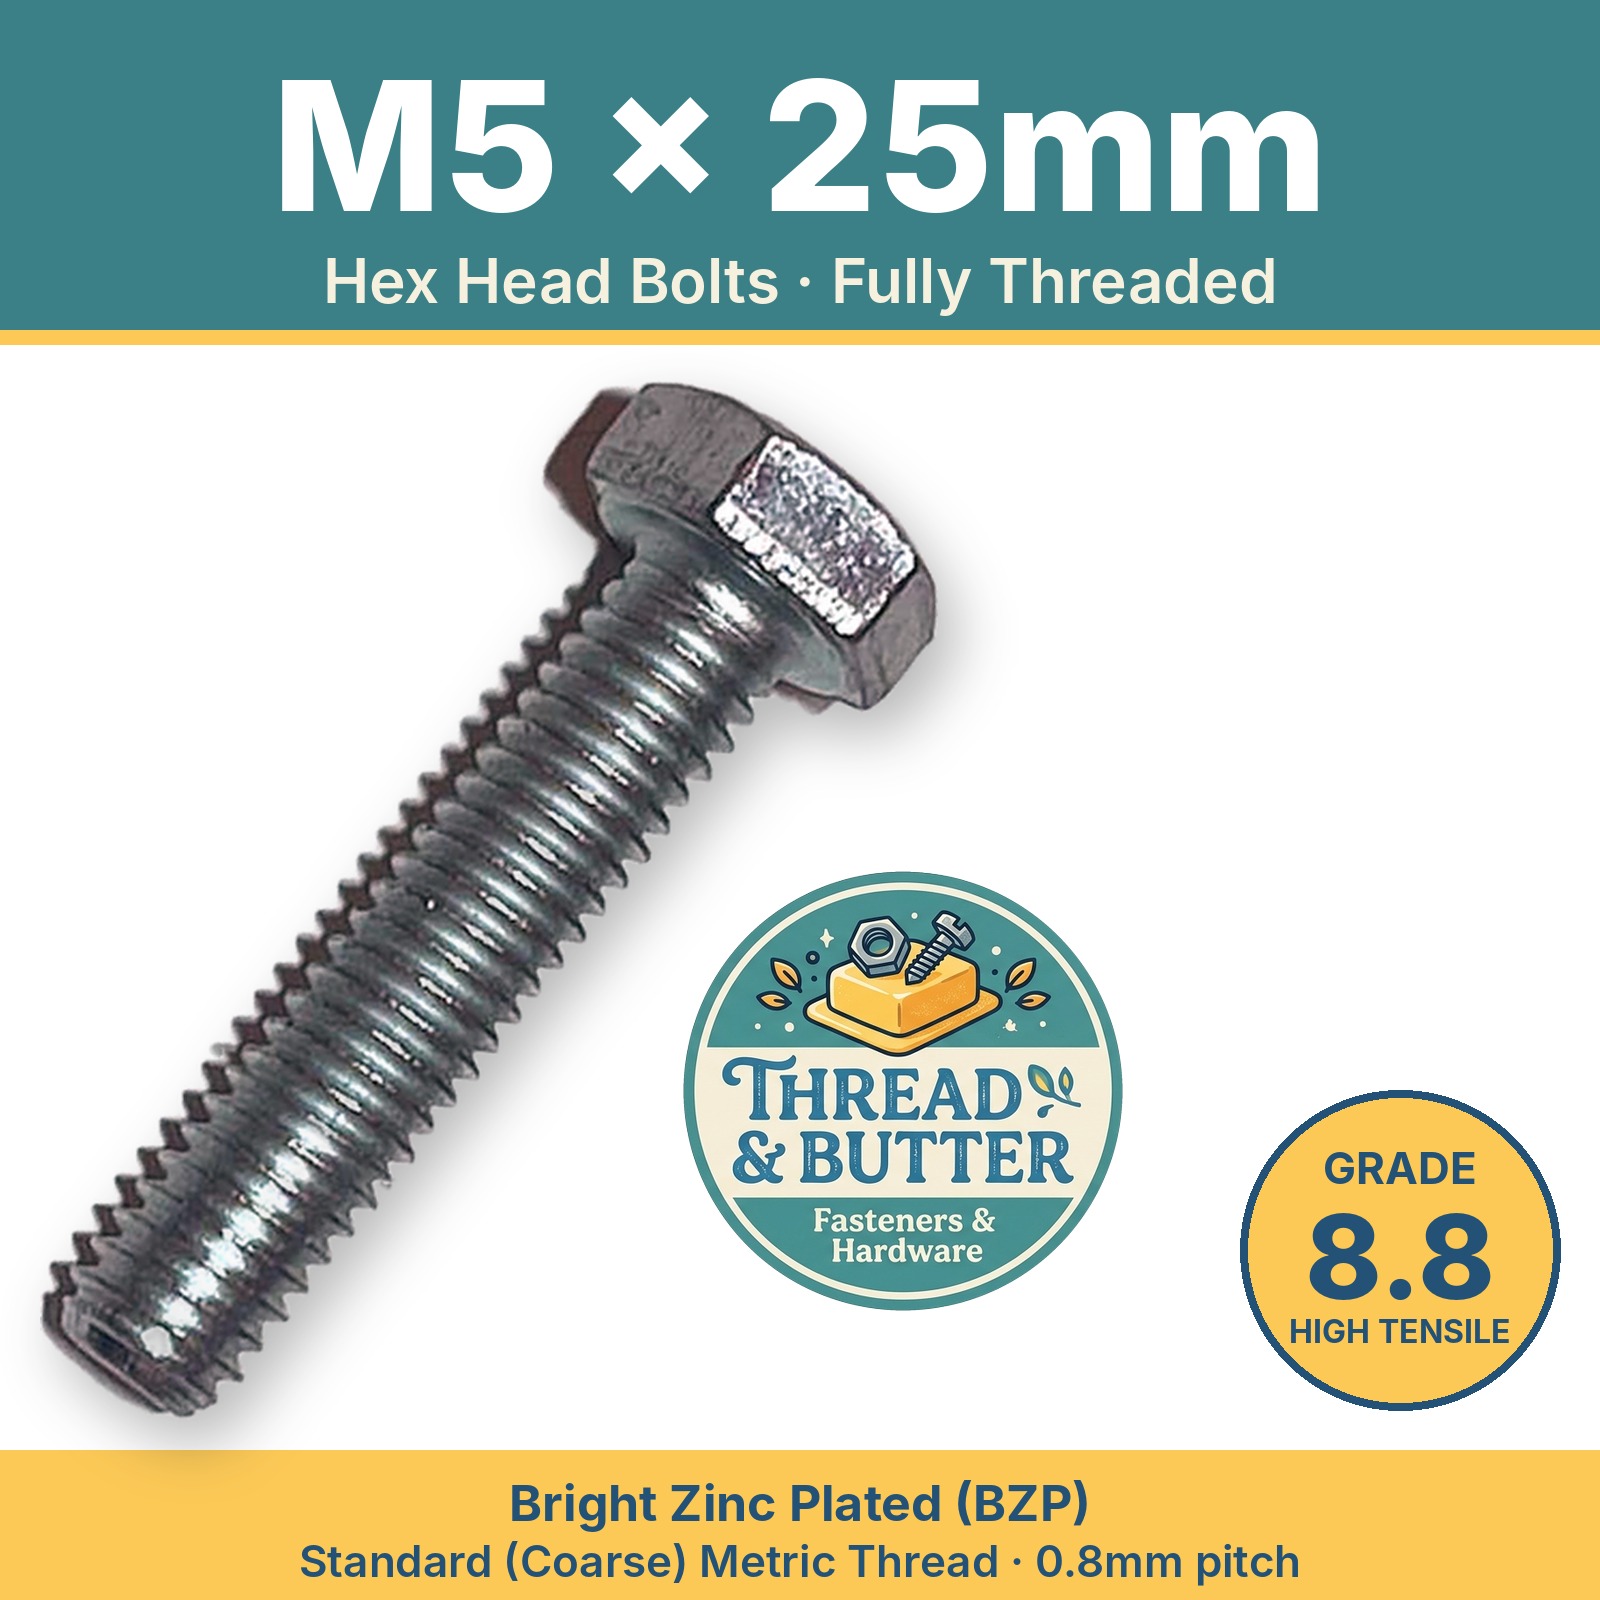 M5 × 25mm
Hex Head Bolts · Fully Threaded
THREAD
& BUTTER
Fasteners &
Hardware
GRADE
8.8
HIGH TENSILE
Bright Zinc Plated (BZP)
Standard (Coarse) Metric Thread · 0.8mm pitch